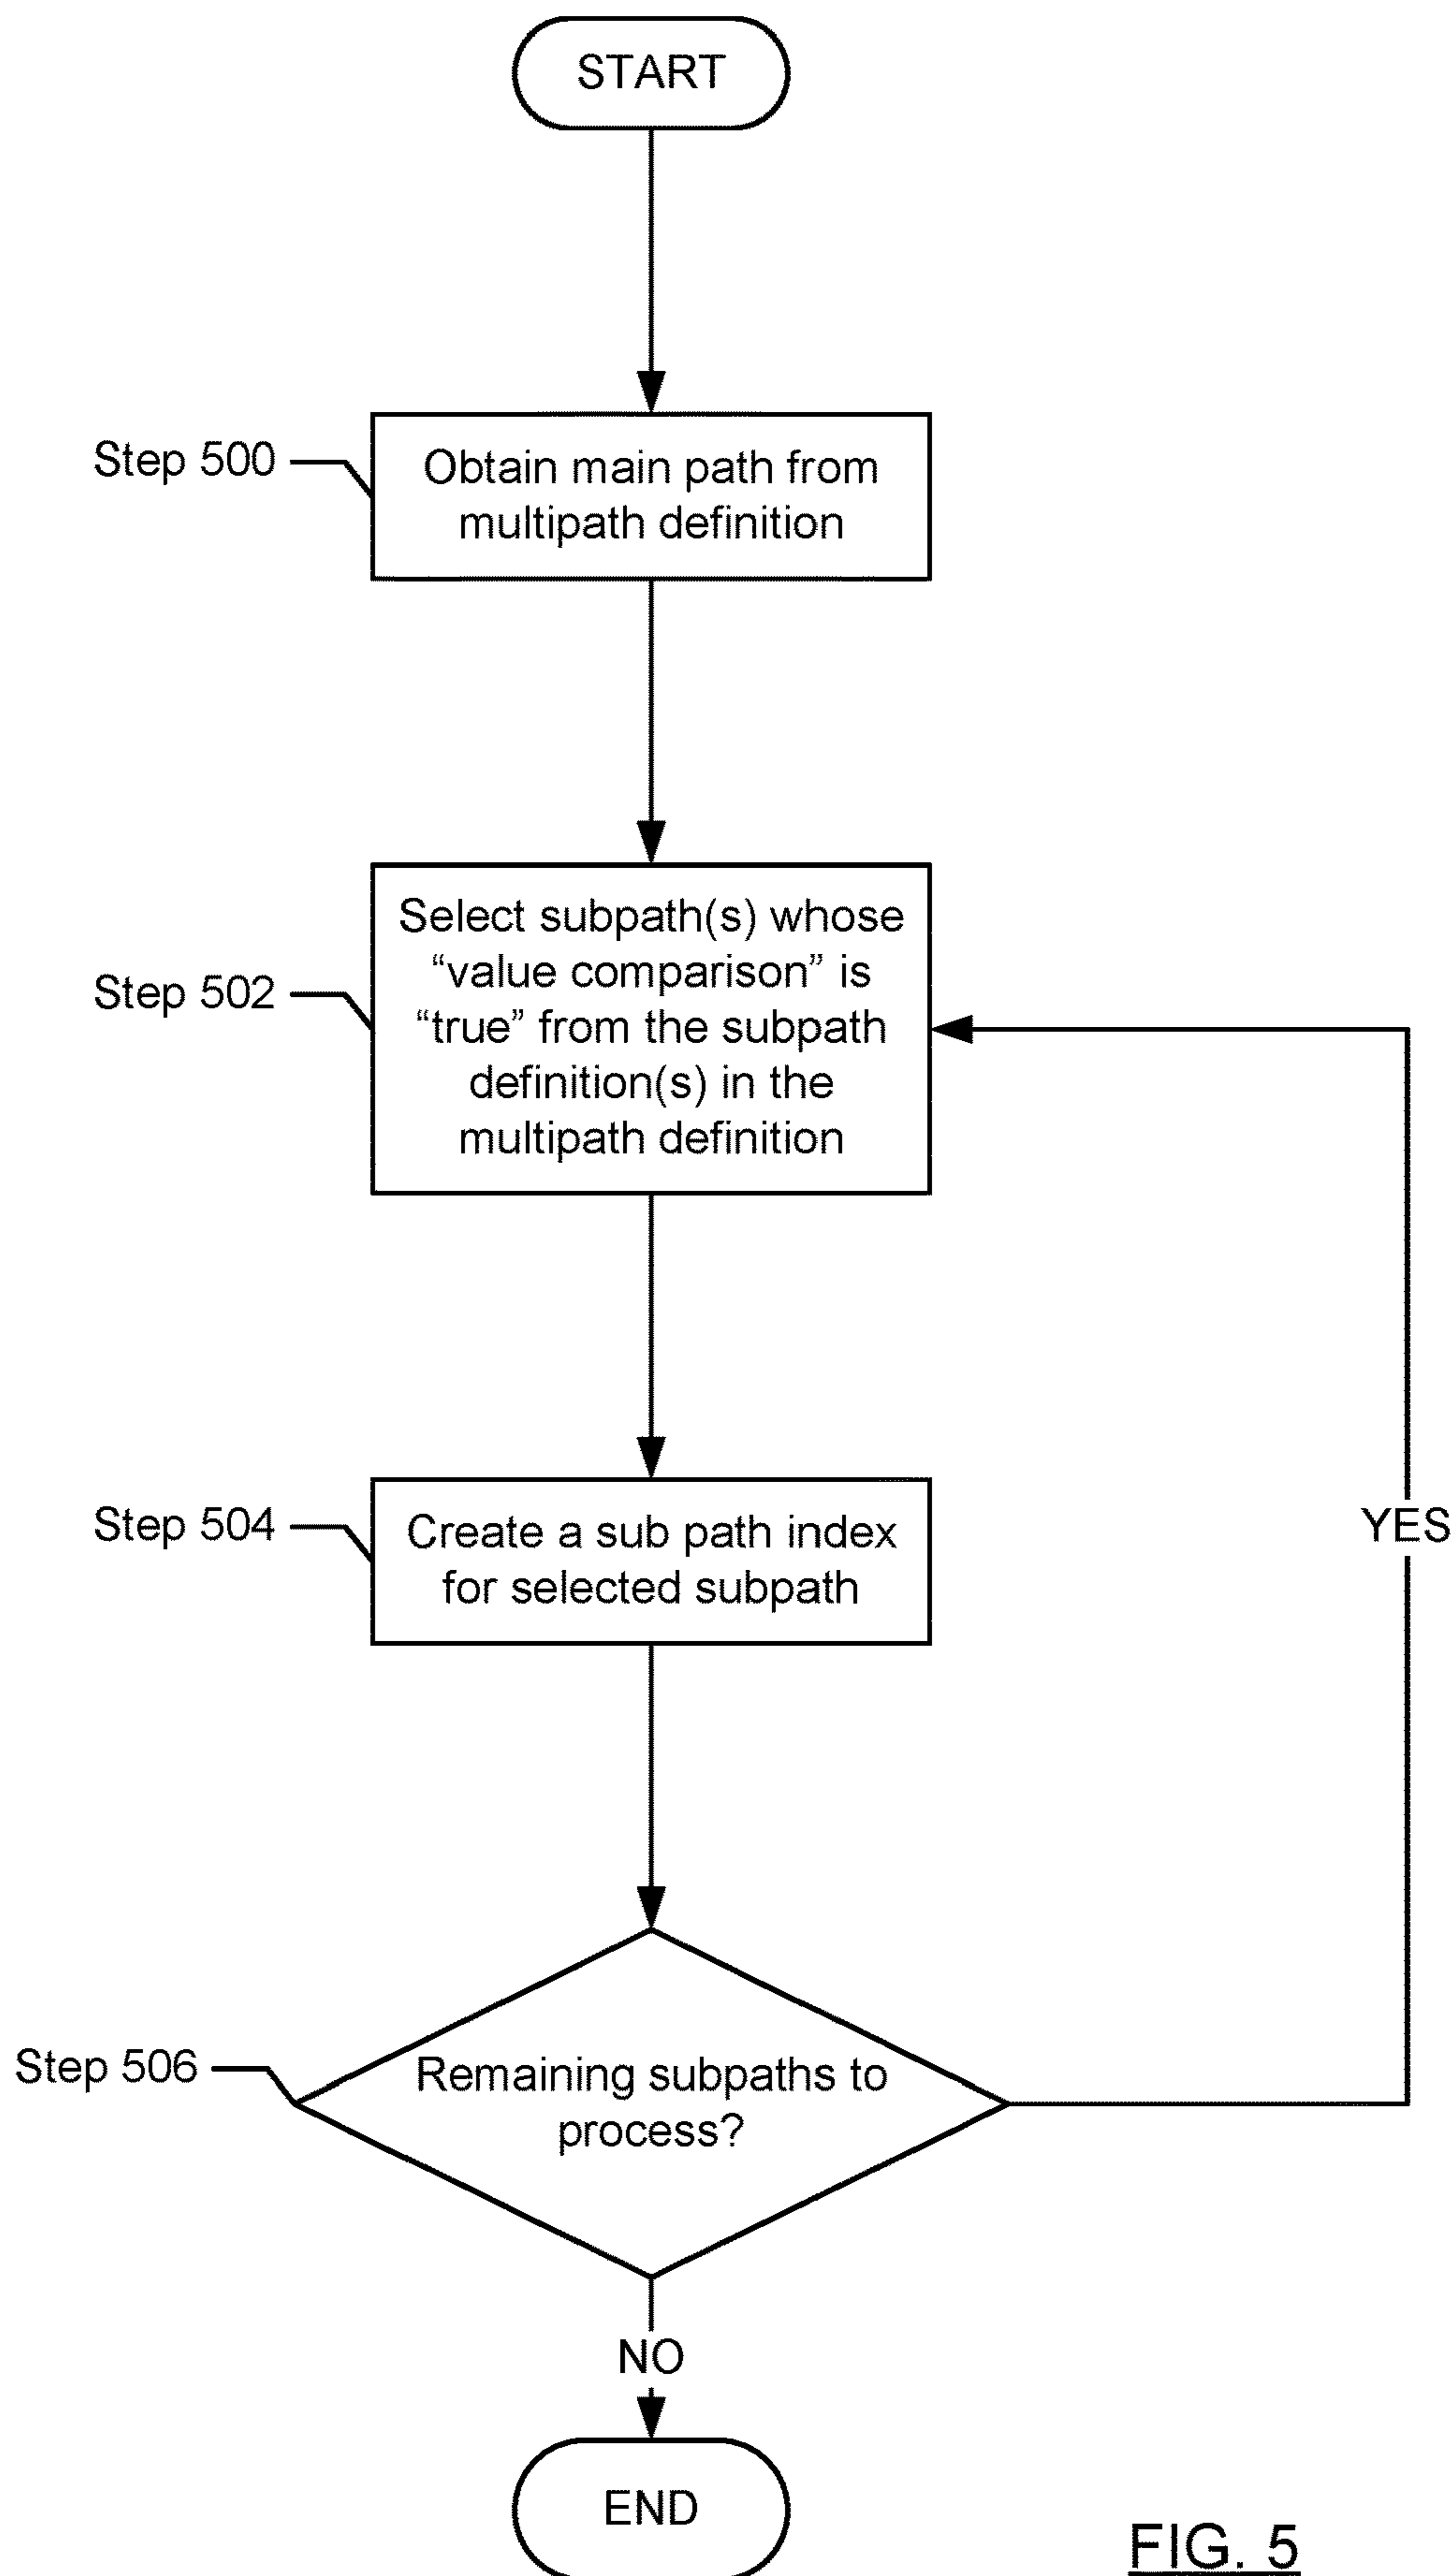 START
Step 500
Obtain main path from
multipath definition
Step 502
Select subpath(s) whose
“value comparison” is
“true” from the subpath
definition(s) in the
multipath definition
Step 504
Create a sub path index
for selected subpath
YES
Step 506
Remaining subpaths to
process?
NO
END
FIG. 5